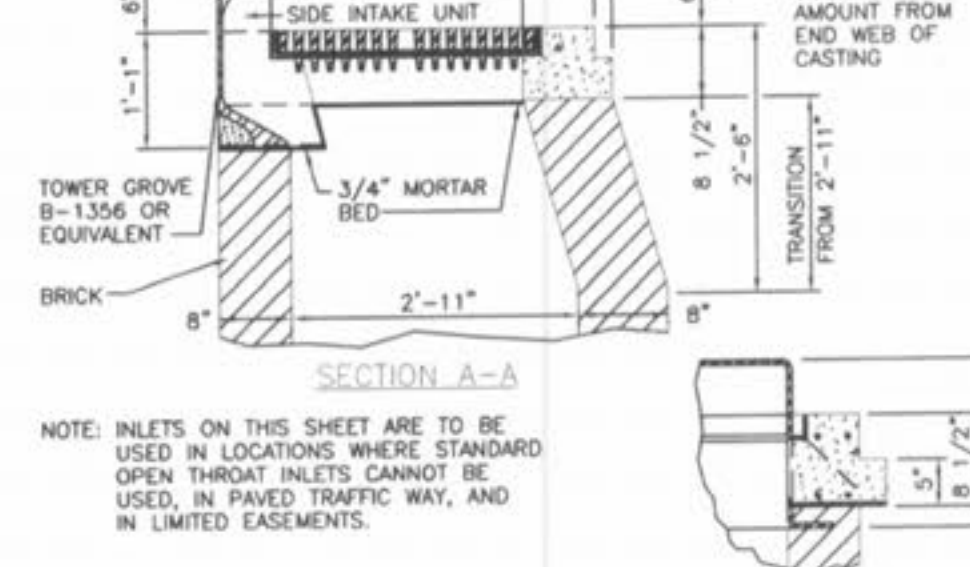 6"
SIDE INTAKE UNIT
AMOUNT FROM
END WEB OF
CASTING
1'-1"
TOWER GROVE
B-1356 OR
EQUIVALENT
3/4" MORTAR
BED
8 1/2"
2'-6"
TRANSITION
FROM 2'-11"
BRICK
8"
2'-11"
8"
SECTION A-A
NOTE: INLETS ON THIS SHEET ARE TO BE
USED IN LOCATIONS WHERE STANDARD
OPEN THROAT INLETS CANNOT BE
USED, IN PAVED TRAFFIC WAY, AND
IN LIMITED EASEMENTS.
5"
8 1/2"